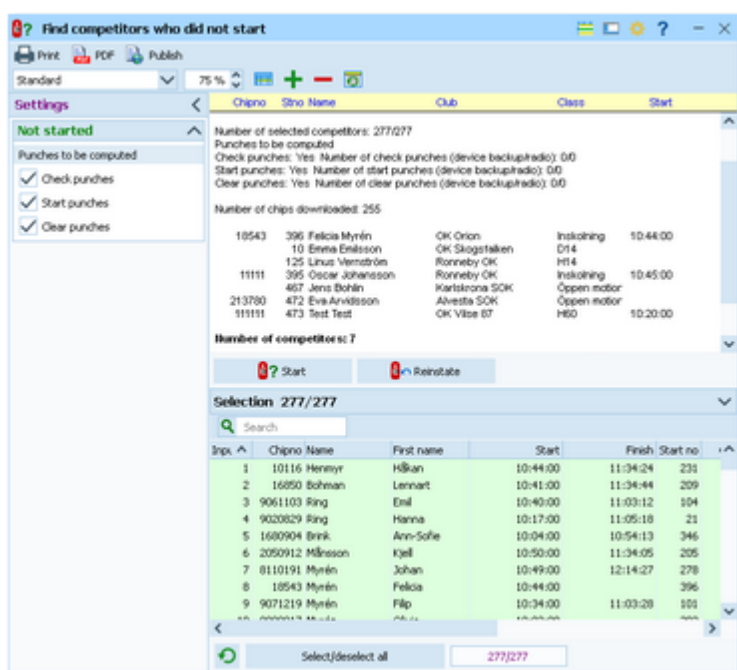 Find competitors who did not start
Print PDF Publish
Standard 75 %
Settings
Not started
Punches to be computed
Check punches
Start punches
Clear punches
Chipno Stno Name Club Class Start
Number of selected competitors: 277/277
Punches to be computed
Check punches: Yes Number of check punches (device backup/radio): 0/0
Start punches: Yes Number of start punches (device backup/radio): 0/0
Clear punches: Yes Number of clear punches (device backup/radio): 0/0
Number of chips downloaded: 255
18543 396 Felicia Myrén OK Orion Inskolning 10:44:00
10 Emma Emilsson OK Skogsfalken D14
125 Linus Vernström Ronneby OK H14
11111 395 Oscar Johansson Ronneby OK Inskolning 10:45:00
467 Jens Bohlin Karlskrona SOK Öppen motion
213780 472 Eva Arvidsson Alvesta SOK Öppen motion
111111 473 Test Test OK Vilse 87 H60 10:20:00
Number of competitors: 7
Start Reinstate
Selection 277/277
Search
Inpu Chipno Name First name Start Finish Start no
1 10116 Henmyr Håkan 10:44:00 11:34:24 231
2 16850 Bohman Lennart 10:41:00 11:34:44 209
3 9061103 Ring Emil 10:40:00 11:03:12 104
4 9020829 Ring Hanna 10:17:00 11:05:18 21
5 1680904 Brink Ann-Sofie 10:04:00 10:54:13 346
6 2050912 Månsson Kjell 10:50:00 11:34:05 205
7 8110191 Myrén Johan 10:49:00 12:14:27 278
8 18543 Myrén Felicia 10:44:00 396
9 9071219 Myrén Filip 10:34:00 11:03:28 101
Select/deselect all 277/277